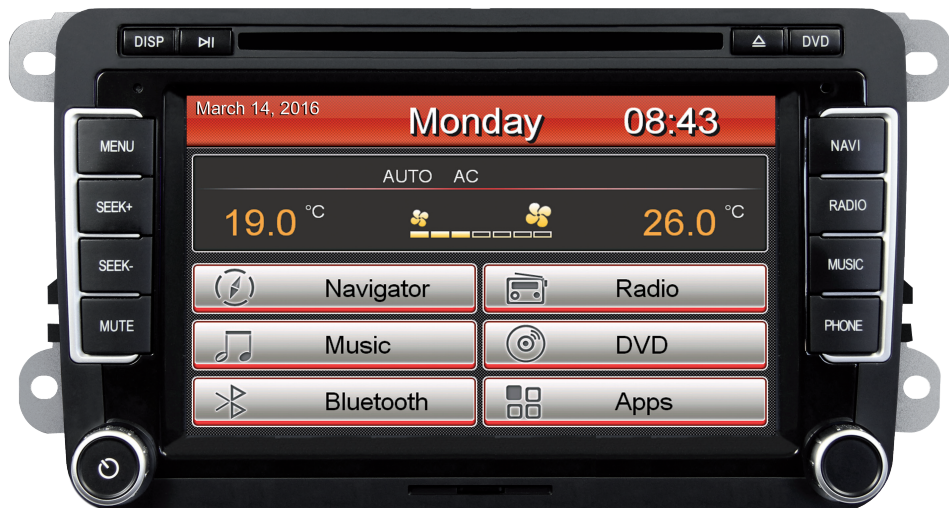 DISP
DVD
MENU
SEEK+
SEEK-
MUTE
March 14, 2016 Monday 08:43
AUTO AC
19.0 °C 26.0 °C
Navigator Radio
Music DVD
Bluetooth Apps
NAVI
RADIO
MUSIC
PHONE